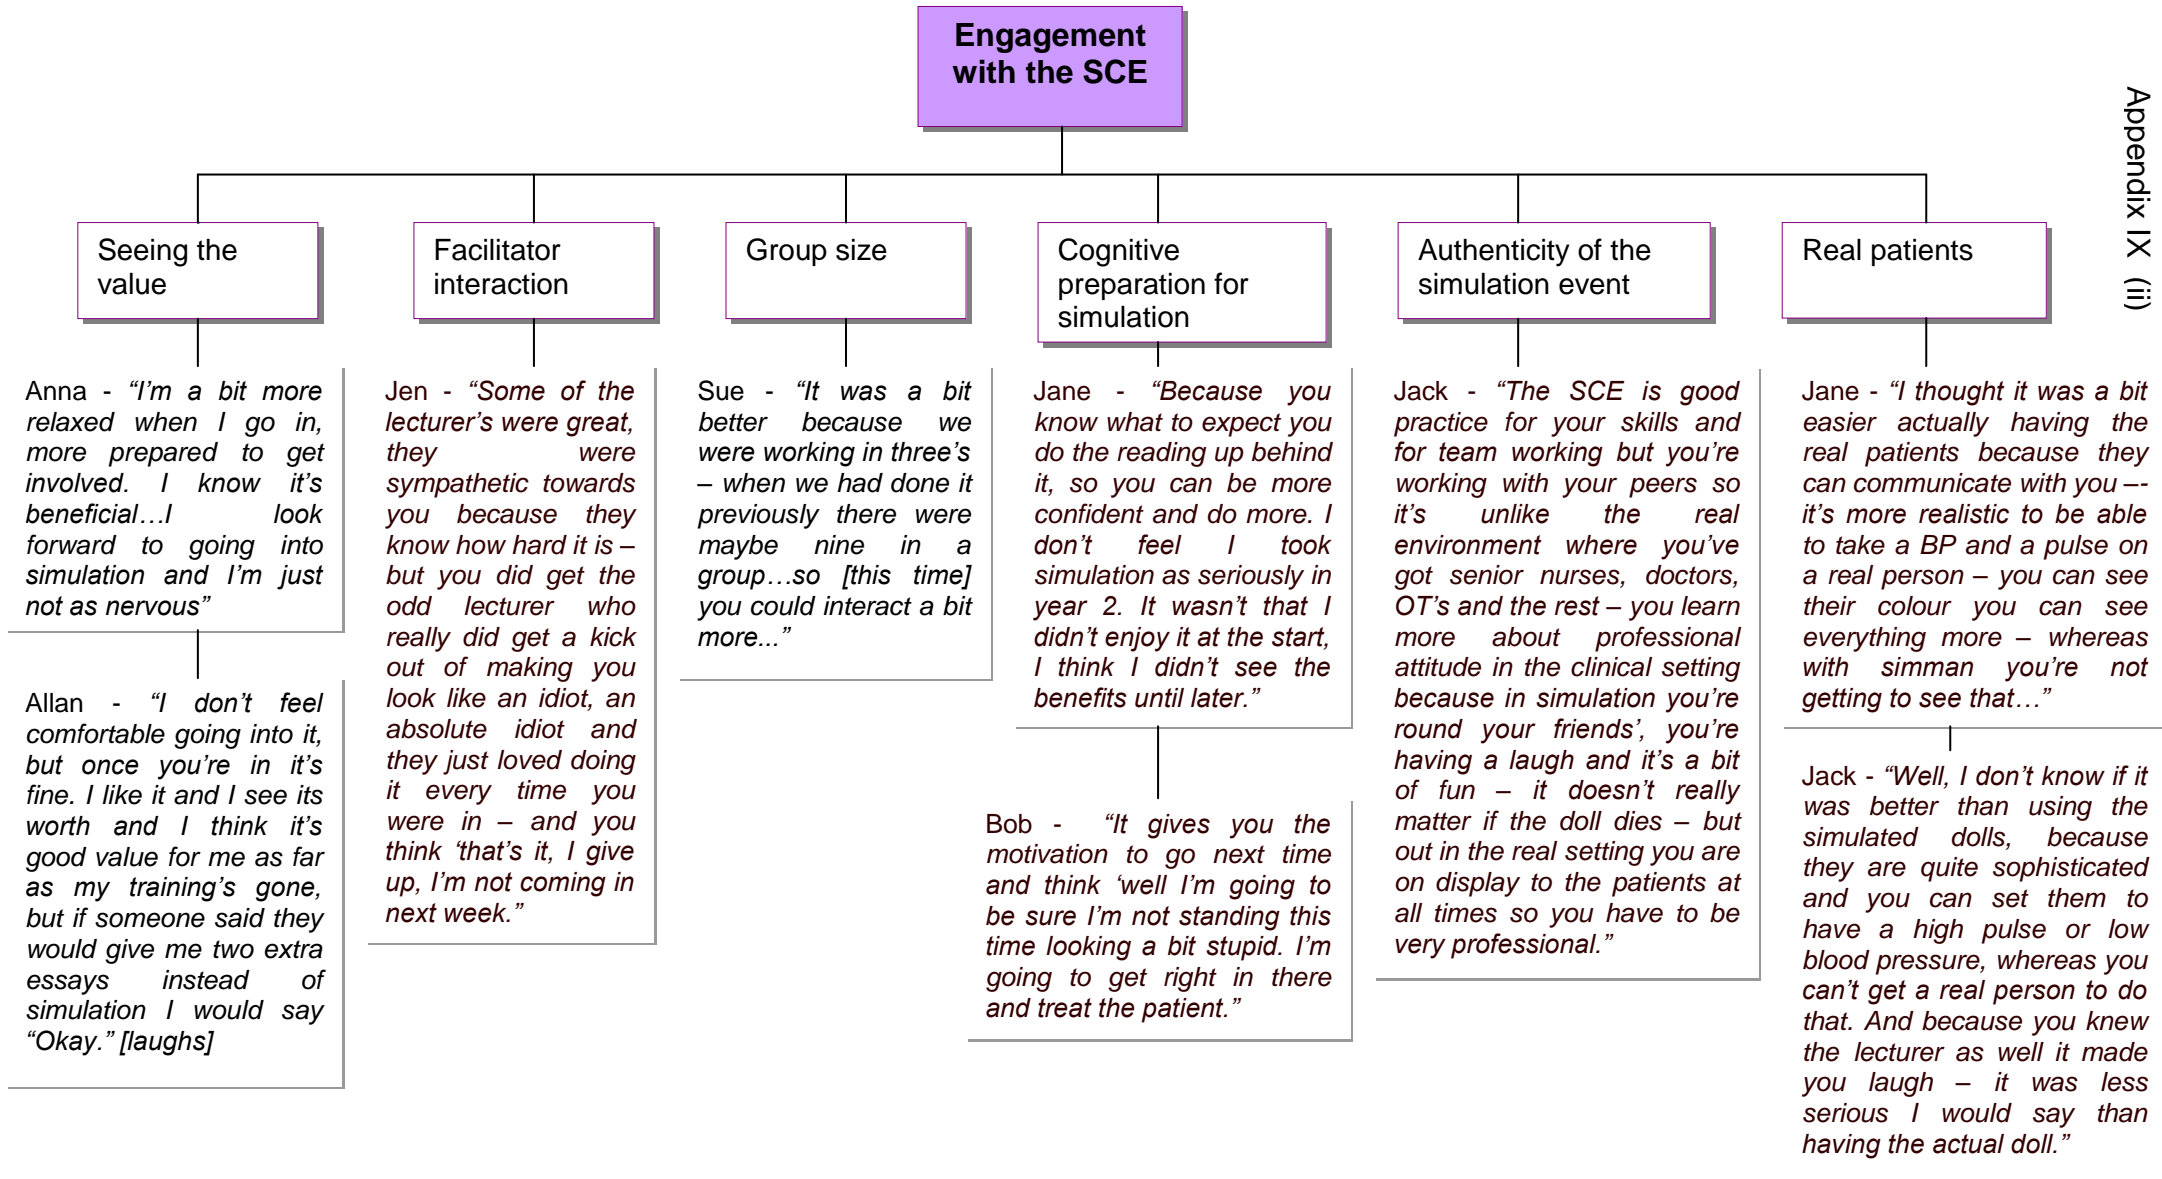 Engagement
with the SCE
Appendix IX (ii)
Seeing the
value
Facilitator
interaction
Group size
Cognitive
preparation for
simulation
Authenticity of the
simulation event
Real patients
Anna - “I’m a bit more
relaxed when I go in,
more prepared to get
involved. I know it’s
beneficial…I look
forward to going into
simulation and I’m just
not as nervous”
Allan - “I don’t feel
comfortable going into it,
but once you’re in it’s
fine. I like it and I see its
worth and I think it’s
good value for me as far
as my training’s gone,
but if someone said they
would give me two extra
essays instead of
simulation I would say
“Okay.” [laughs]
Jen - “Some of the
lecturer’s were great,
they were
sympathetic towards
you because they
know how hard it is –
but you did get the
odd lecturer who
really did get a kick
out of making you
look like an idiot, an
absolute idiot and
they just loved doing
it every time you
were in – and you
think ‘that’s it, I give
up, I’m not coming in
next week.”
Sue - “It was a bit
better because we
were working in three’s
– when we had done it
previously there were
maybe nine in a
group…so [this time]
you could interact a bit
more...”
Jane - “Because you
know what to expect you
do the reading up behind
it, so you can be more
confident and do more. I
don’t feel I took
simulation as seriously in
year 2. It wasn’t that I
didn’t enjoy it at the start,
I think I didn’t see the
benefits until later.”
Bob - “It gives you the
motivation to go next time
and think ‘well I’m going to
be sure I’m not standing this
time looking a bit stupid. I’m
going to get right in there
and treat the patient.”
Jack - “The SCE is good
practice for your skills and
for team working but you’re
working with your peers so
it’s unlike the real
environment where you’ve
got senior nurses, doctors,
OT’s and the rest – you learn
more about professional
attitude in the clinical setting
because in simulation you’re
round your friends’, you’re
having a laugh and it’s a bit
of fun – it doesn’t really
matter if the doll dies – but
out in the real setting you are
on display to the patients at
all times so you have to be
very professional.”
Jane - “I thought it was a bit
easier actually having the
real patients because they
can communicate with you –-
it’s more realistic to be able
to take a BP and a pulse on
a real person – you can see
their colour you can see
everything more – whereas
with simman you’re not
getting to see that…”
Jack - “Well, I don’t know if it
was better than using the
simulated dolls, because
they are quite sophisticated
and you can set them to
have a high pulse or low
blood pressure, whereas you
can’t get a real person to do
that. And because you knew
the lecturer as well it made
you laugh – it was less
serious I would say than
having the actual doll.”